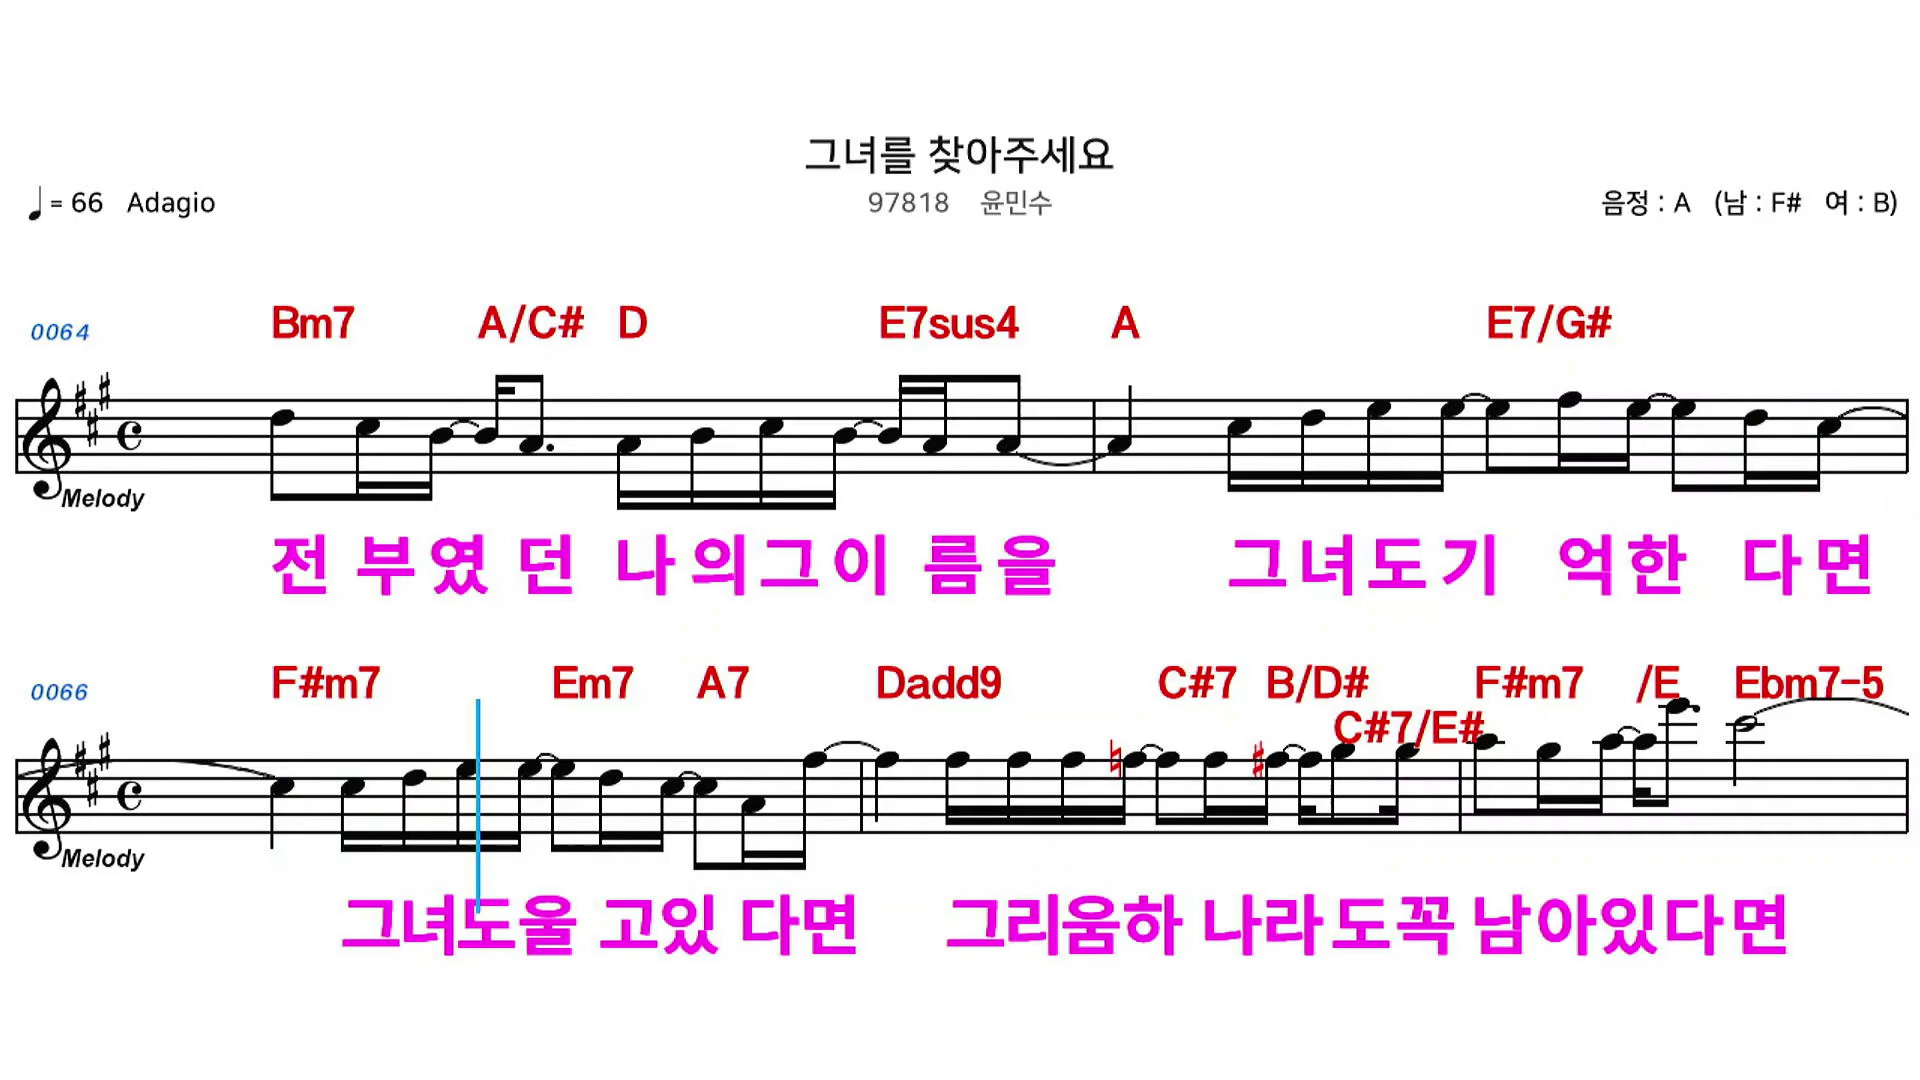 그녀를 찾아주세요
♩= 66 Adagio 97818 윤민수 음정 : A (남 : F# 여 : B)
0064 Bm7 A/C# D E7sus4 A E7/G#
Melody
전 부였 던 나의그이 름을 그녀도기 억한 다면
0066 F#m7 Em7 A7 Dadd9 C#7 B/D# C#7/E# F#m7 /E Ebm7-5
Melody
그녀도울 고있 다면 그리움하 나라도꼭 남아있다면